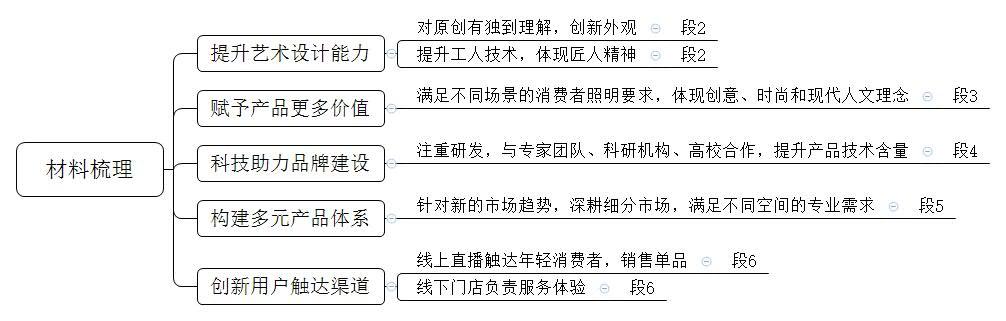 材料梳理
提升艺术设计能力
对原创有独到理解，创新外观 段2
提升工人技术，体现匠人精神 段2
赋予产品更多价值
满足不同场景的消费者照明要求，体现创意、时尚和现代人文理念 段3
科技助力品牌建设
注重研发，与专家团队、科研机构、高校合作，提升产品技术含量 段4
构建多元产品体系
针对新的市场趋势，深耕细分市场，满足不同空间的专业需求 段5
创新用户触达渠道
线上直播触达年轻消费者，销售单品 段6
线下门店负责服务体验 段6